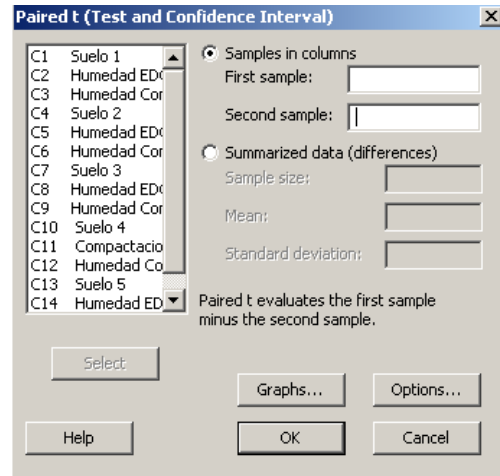 Paired t (Test and Confidence Interval)
C1 Suelo 1
C2 Humedad EDO
C3 Humedad Cor
C4 Suelo 2
C5 Humedad EDO
C6 Humedad Cor
C7 Suelo 3
C8 Humedad EDO
C9 Humedad Cor
C10 Suelo 4
C11 Compactacio
C12 Humedad Co
C13 Suelo 5
C14 Humedad ED
Samples in columns
First sample:
Second sample:
Summarized data (differences)
Sample size:
Mean:
Standard deviation:
Paired t evaluates the first sample
minus the second sample.
Select
Graphs...
Options...
Help
OK
Cancel